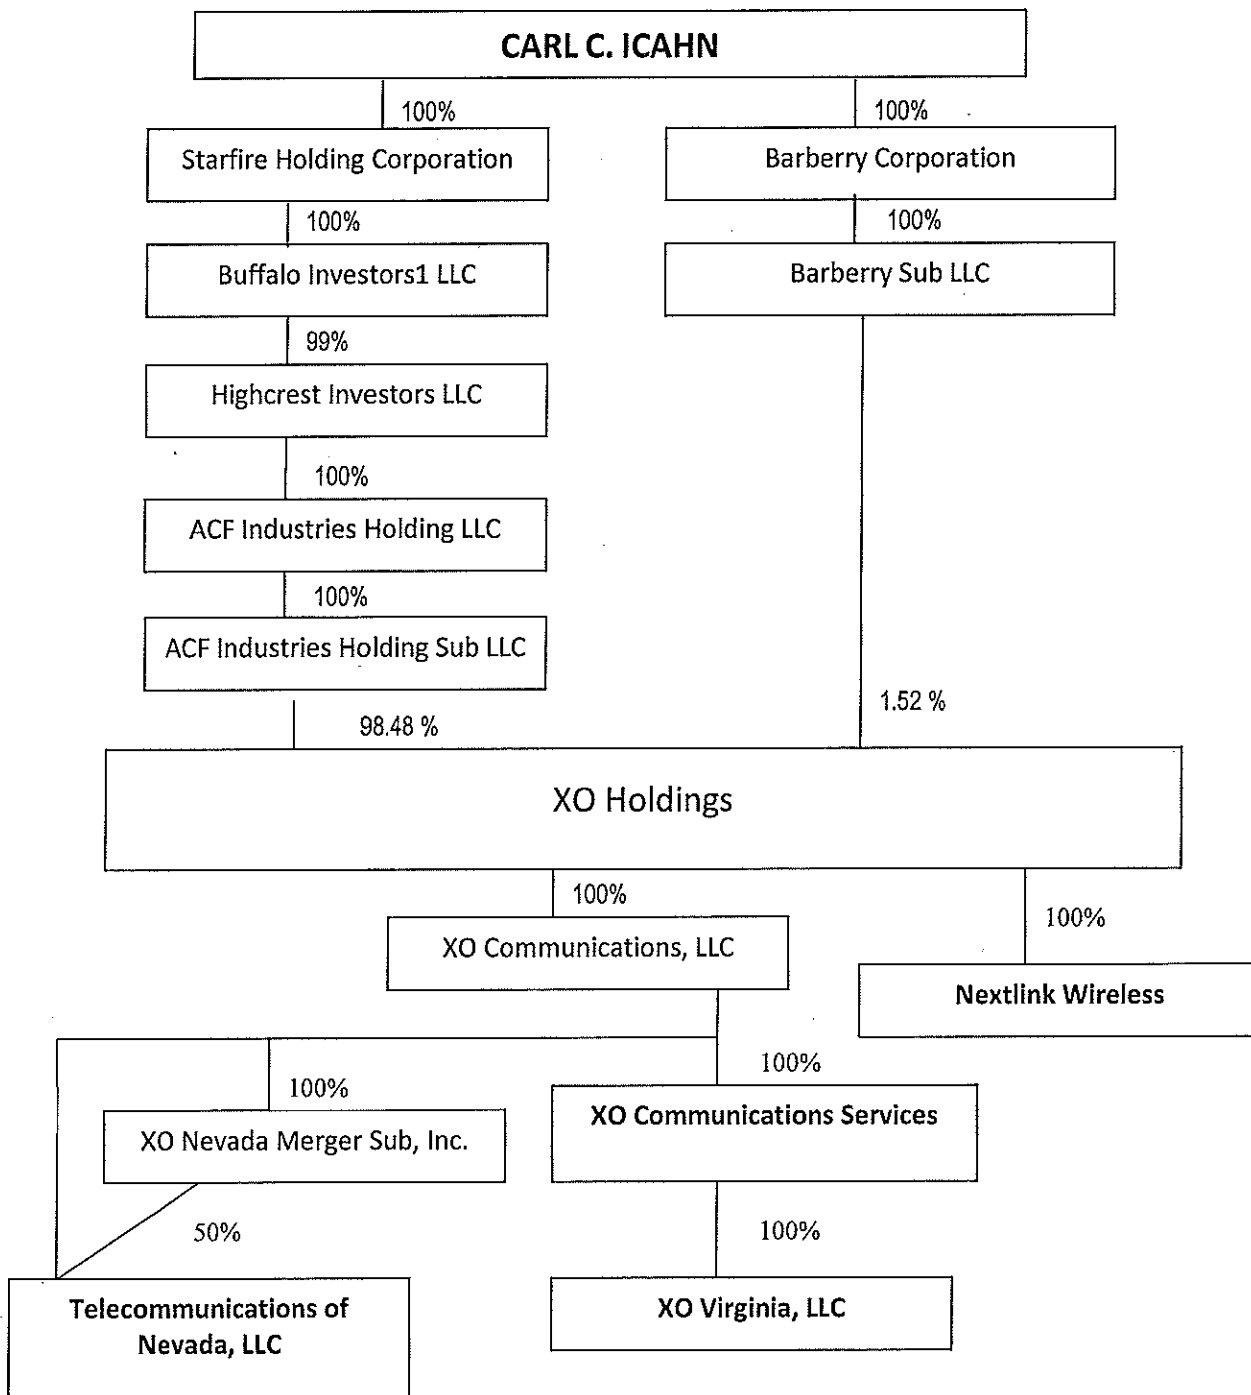 CARL C. ICAHN
100%
100%
Starfire Holding Corporation
Barberry Corporation
100%
100%
Buffalo Investors1 LLC
Barberry Sub LLC
99%
Highcrest Investors LLC
100%
ACF Industries Holding LLC
100%
ACF Industries Holding Sub LLC
98.48 %
1.52 %
XO Holdings
100%
100%
XO Communications, LLC
Nextlink Wireless
100%
100%
XO Nevada Merger Sub, Inc.
XO Communications Services
50%
100%
Telecommunications of
Nevada, LLC
XO Virginia, LLC